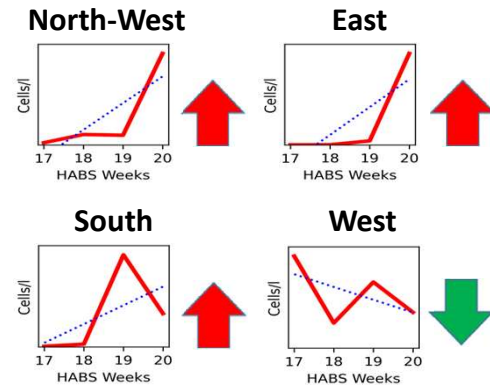 North-West
Cells/l
17 18 19 20
HABS Weeks
East
Cells/l
17 18 19 20
HABS Weeks
South
Cells/l
17 18 19 20
HABS Weeks
West
Cells/l
17 18 19 20
HABS Weeks